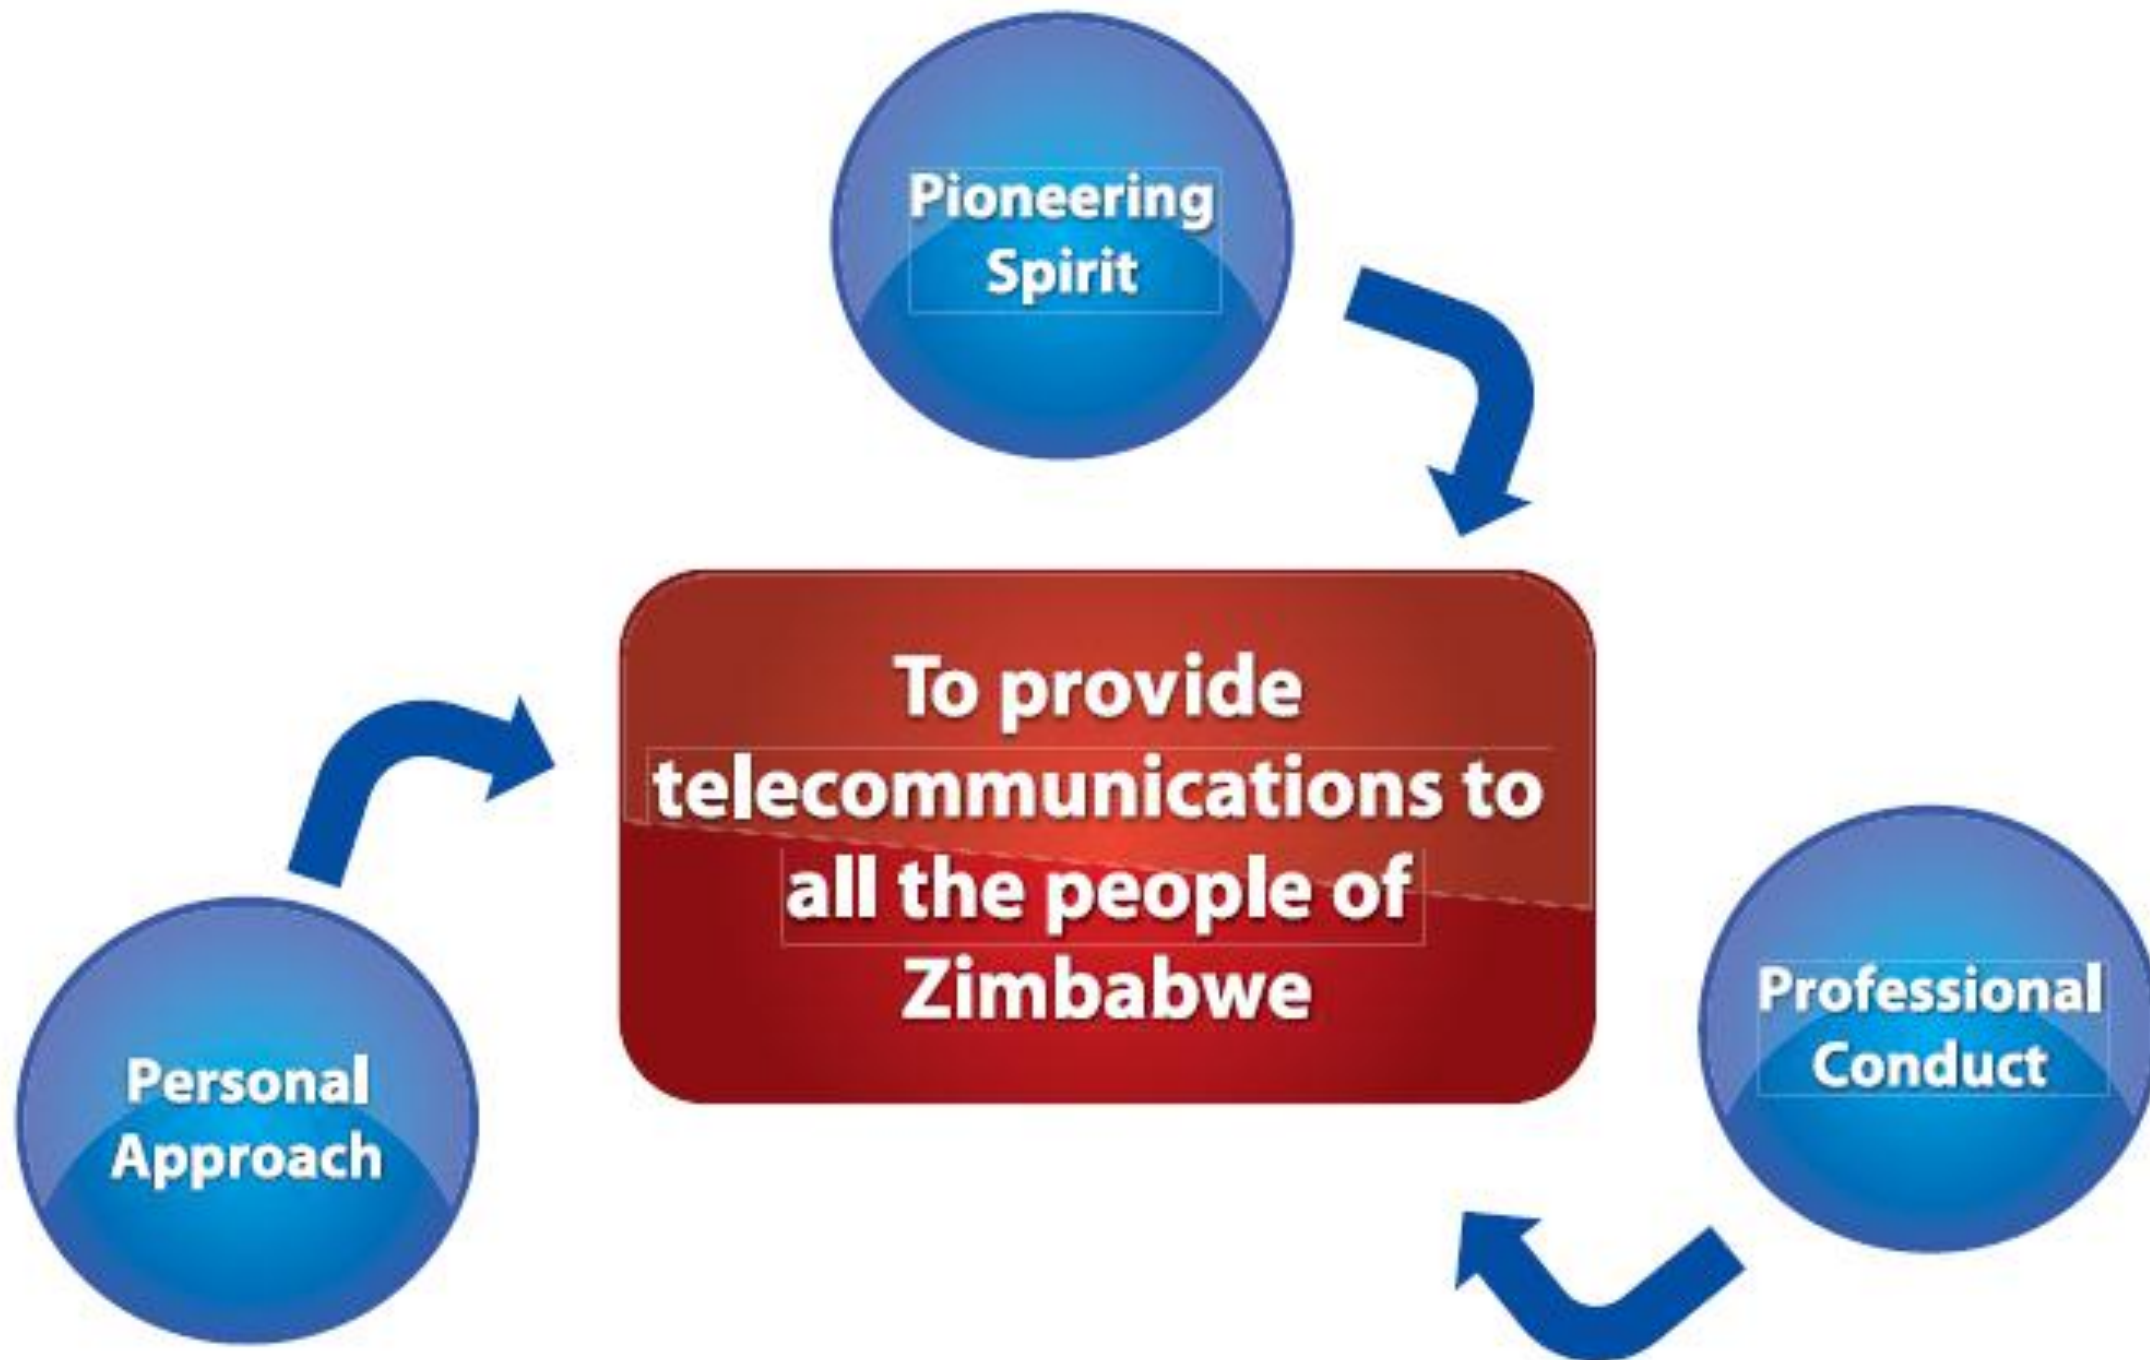 Pioneering
Spirit
To provide
telecommunications to
all the people of
Zimbabwe
Professional
Conduct
Personal
Approach